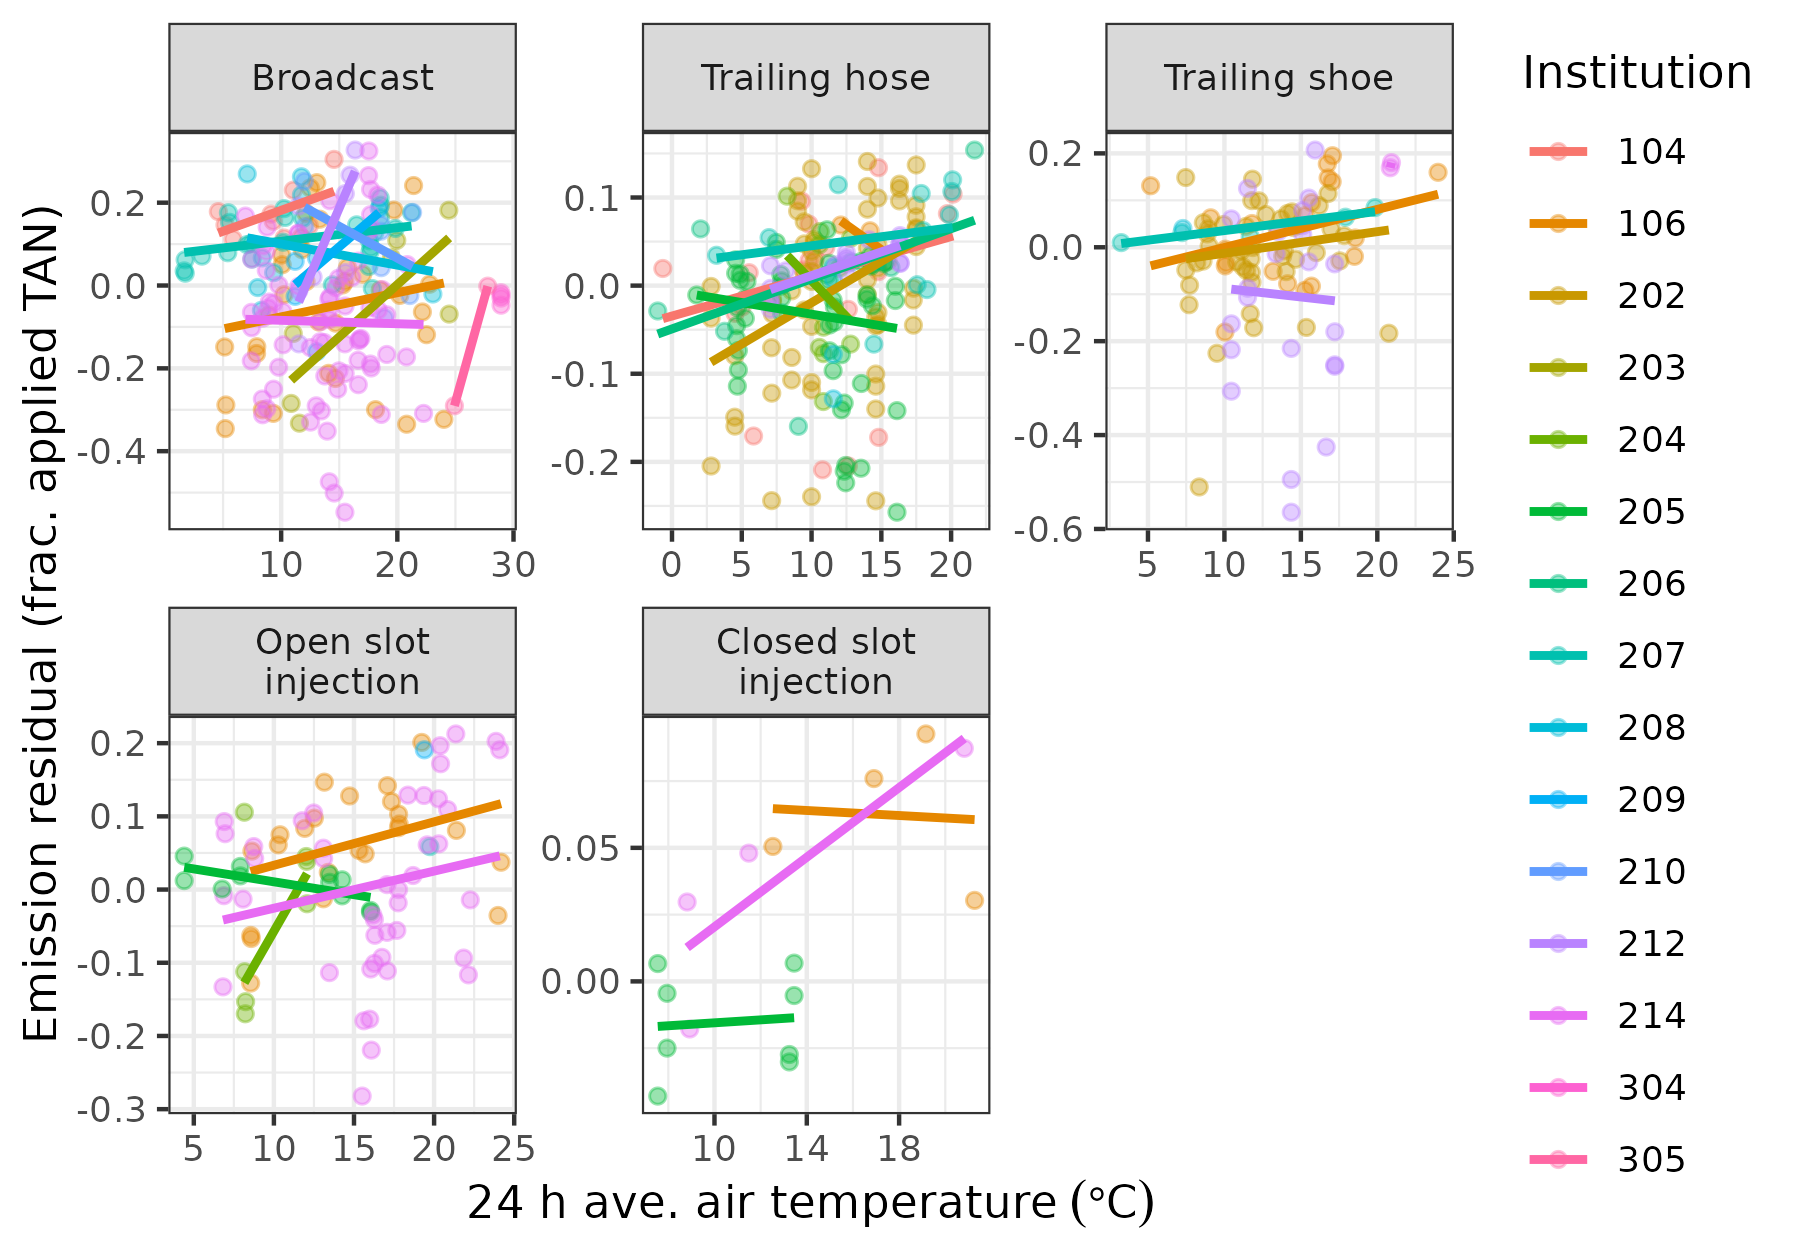 Broadcast
Trailing hose
Trailing shoe
Institution
104
106
202
203
204
205
206
207
208
209
210
212
214
304
305
0.2
0.0
-0.2
-0.4
10 20 30
0.1
0.0
-0.1
-0.2
0 5 10 15 20
0.2
0.0
-0.2
-0.4
-0.6
5 10 15 20 25
Open slot
injection
Closed slot
injection
0.2
0.1
0.0
-0.1
-0.2
-0.3
5 10 15 20 25
0.05
0.00
10 14 18
Emission residual (frac. applied TAN)
24 h ave. air temperature (°C)